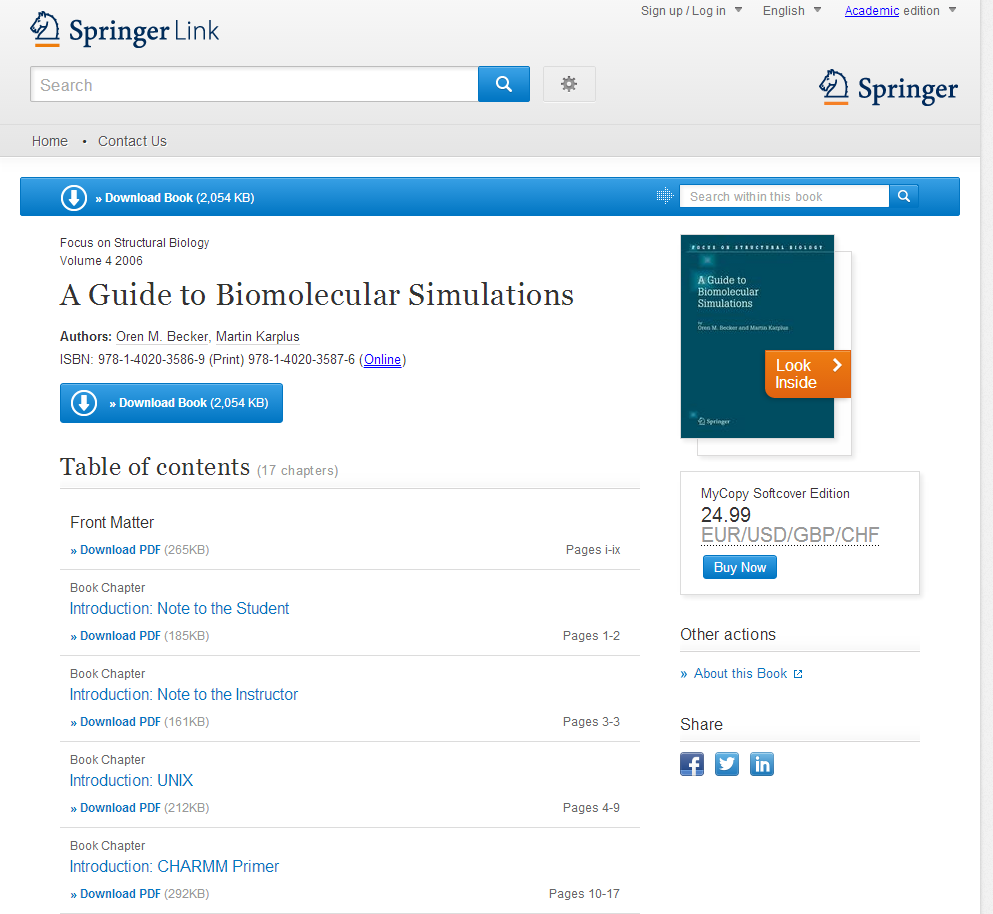 Sign up / Log in English Academic edition
Springer Link
Search
Springer
Home • Contact Us
» Download Book (2,054 KB)
Search within this book
Focus on Structural Biology
Volume 4 2006
A Guide to Biomolecular Simulations
Authors: Oren M. Becker, Martin Karplus
ISBN: 978-1-4020-3586-9 (Print) 978-1-4020-3587-6 (Online)
» Download Book (2,054 KB)
Table of contents (17 chapters)
Front Matter
» Download PDF (265KB) Pages i-ix
Book Chapter
Introduction: Note to the Student
» Download PDF (185KB) Pages 1-2
Book Chapter
Introduction: Note to the Instructor
» Download PDF (161KB) Pages 3-3
Book Chapter
Introduction: UNIX
» Download PDF (212KB) Pages 4-9
Book Chapter
Introduction: CHARMM Primer
» Download PDF (292KB) Pages 10-17
FOCUS ON STRUCTURAL BIOLOGY
A Guide to
Biomolecular
Simulations
by
Oren M. Becker and Martin Karplus
Look
Inside
Springer
MyCopy Softcover Edition
24.99
EUR/USD/GBP/CHF
Buy Now
Other actions
» About this Book
Share